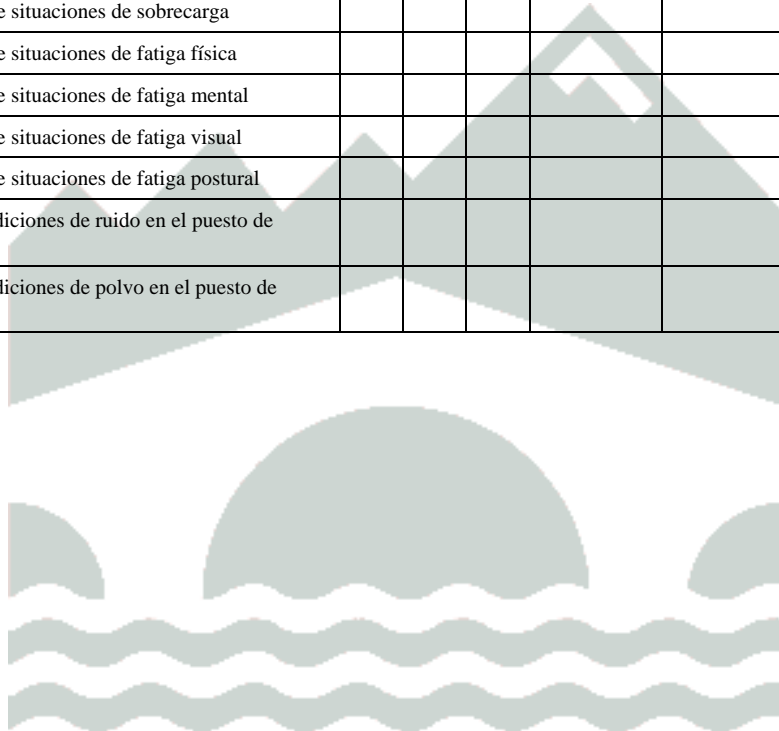 e situaciones de sobrecarga
e situaciones de fatiga física
e situaciones de fatiga mental
e situaciones de fatiga visual
e situaciones de fatiga postural
diciones de ruido en el puesto de
diciones de polvo en el puesto de